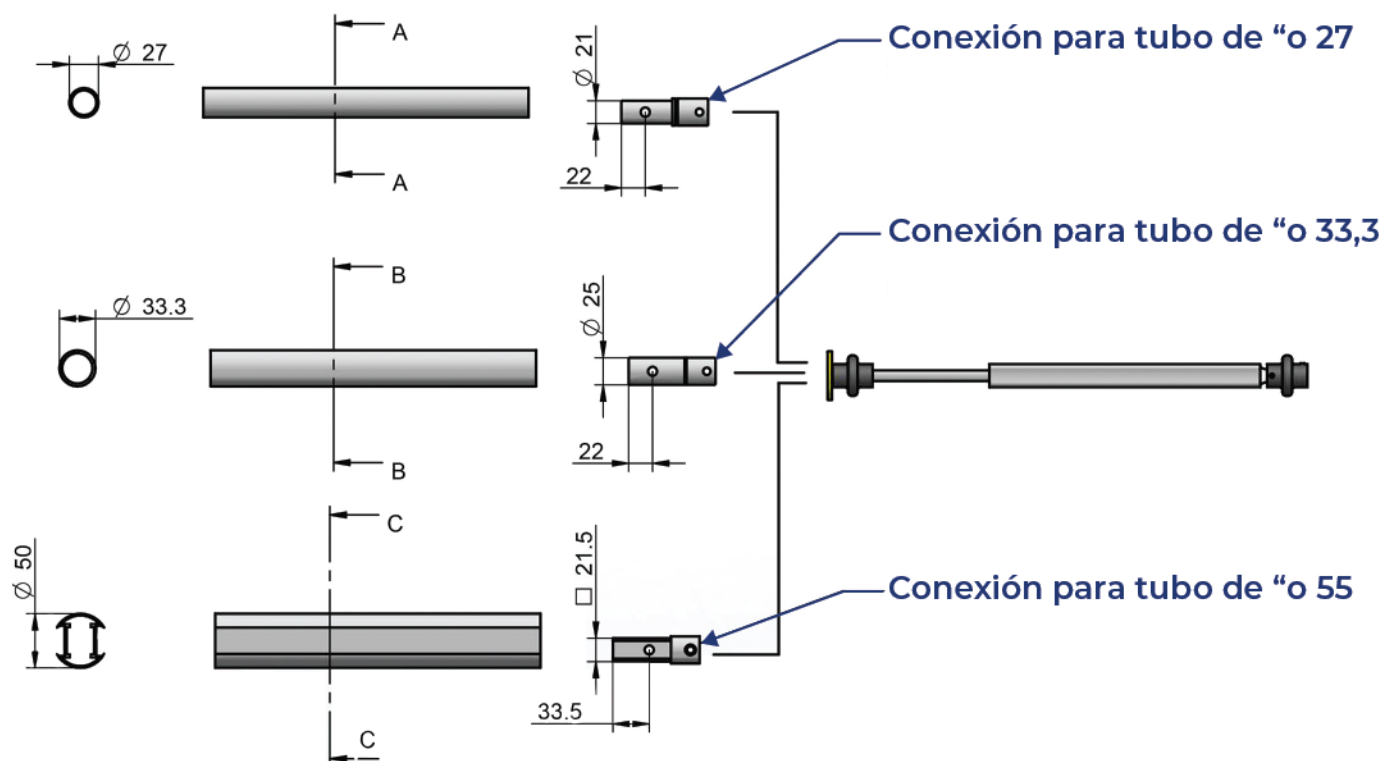 A
Conexión para tubo de “o 27
Ø 27
Ø 21
A
22
Conexión para tubo de “o 33,3
B
Ø 33.3
Ø 25
B
22
C
Ø 50
□ 21.5
Conexión para tubo de “o 55
33.5
C